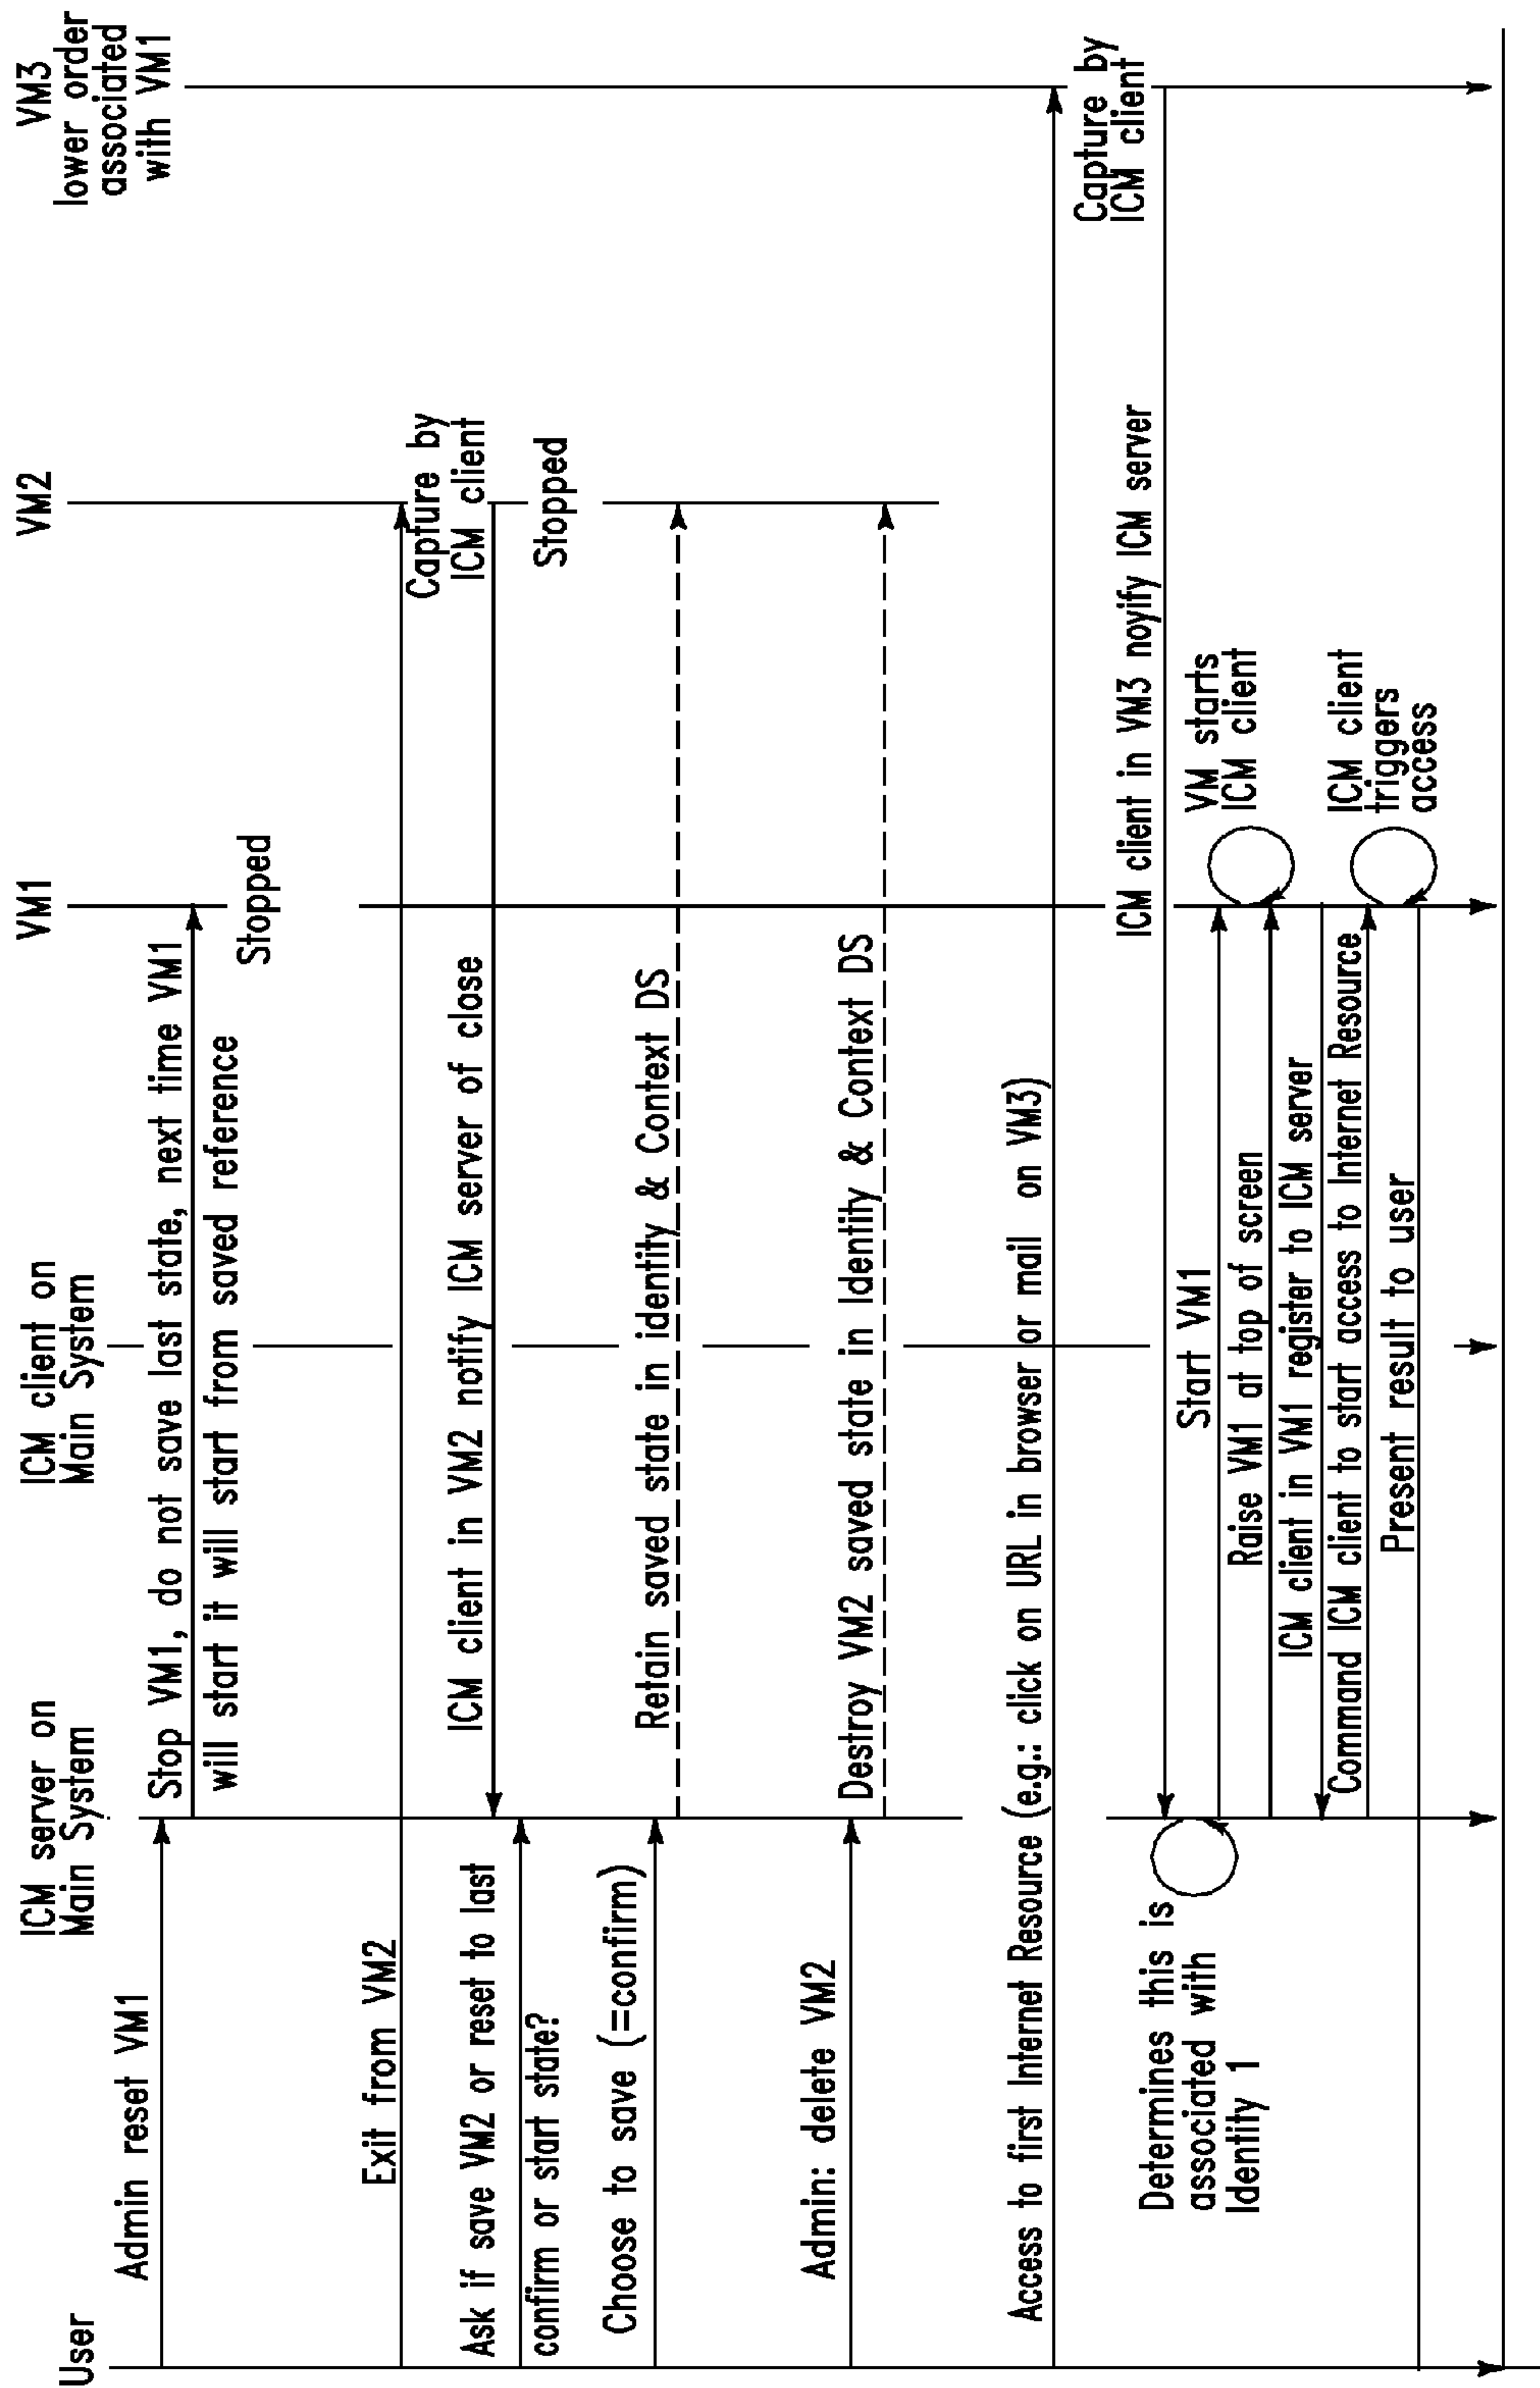 User
ICM server on
Main System
ICM client on
Main System
VM1
VM2
VM3
lower order
associated
with VM1
Admin reset VM1
Stop VM1, do not save last state, next time VM1
will start it will start from saved reference
Stopped
Exit from VM2
Capture by
ICM client
ICM client in VM2 notify ICM server of close
Ask if save VM2 or reset to last
confirm or start state?
Stopped
Choose to save (=confirm)
Retain saved state in identity & Context DS
Admin: delete VM2
Destroy VM2 saved state in Identity & Context DS
Access to first Internet Resource (e.g.: click on URL in browser or mail on VM3)
Capture by
ICM client
ICM client in VM3 noyify ICM server
Determines this is
associated with
Identity 1
Start VM1
VM starts
ICM client
Raise VM1 at top of screen
ICM client in VM1 register to ICM server
Command ICM client to start access to Internet Resource
ICM client
triggers
access
Present result to user